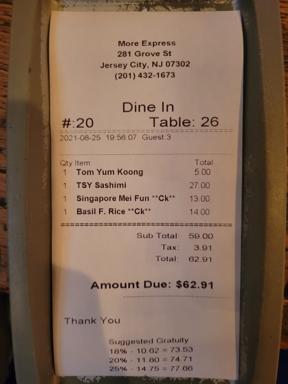 More Express
281 Grove St
Jersey City, NJ 07302
(201) 432-1673
Dine In
#:20 Table: 26
2021-08-25 19:56:07 Guest 3
Qty Item Total
1 Tom Yum Koong 5.00
1 TSY Sashimi 27.00
1 Singapore Mei Fun **Ck** 13.00
1 Basil F. Rice **Ck** 14.00
Sub Total: 59.00
Tax: 3.91
Total: 62.91
Amount Due: $62.91
Thank You
Suggested Gratuity
18% - 10.62 = 73.53
20% - 11.80 = 74.71
25% - 14.75 = 77.66